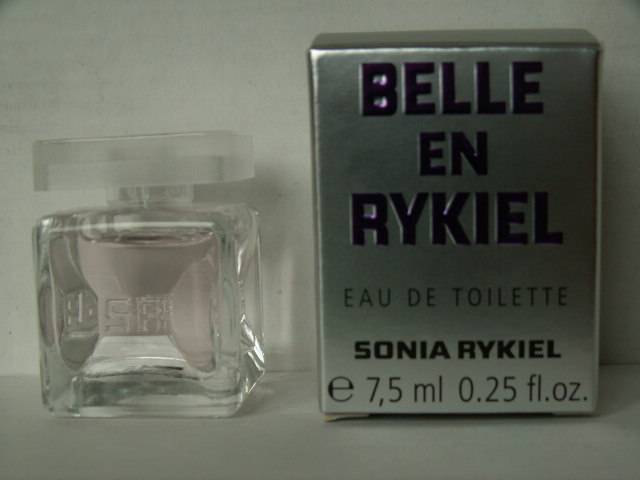 BELLE
EN
RYKIEL
EAU DE TOILETTE
SONIA RYKIEL
℮ 7,5 ml 0.25 fl.oz.